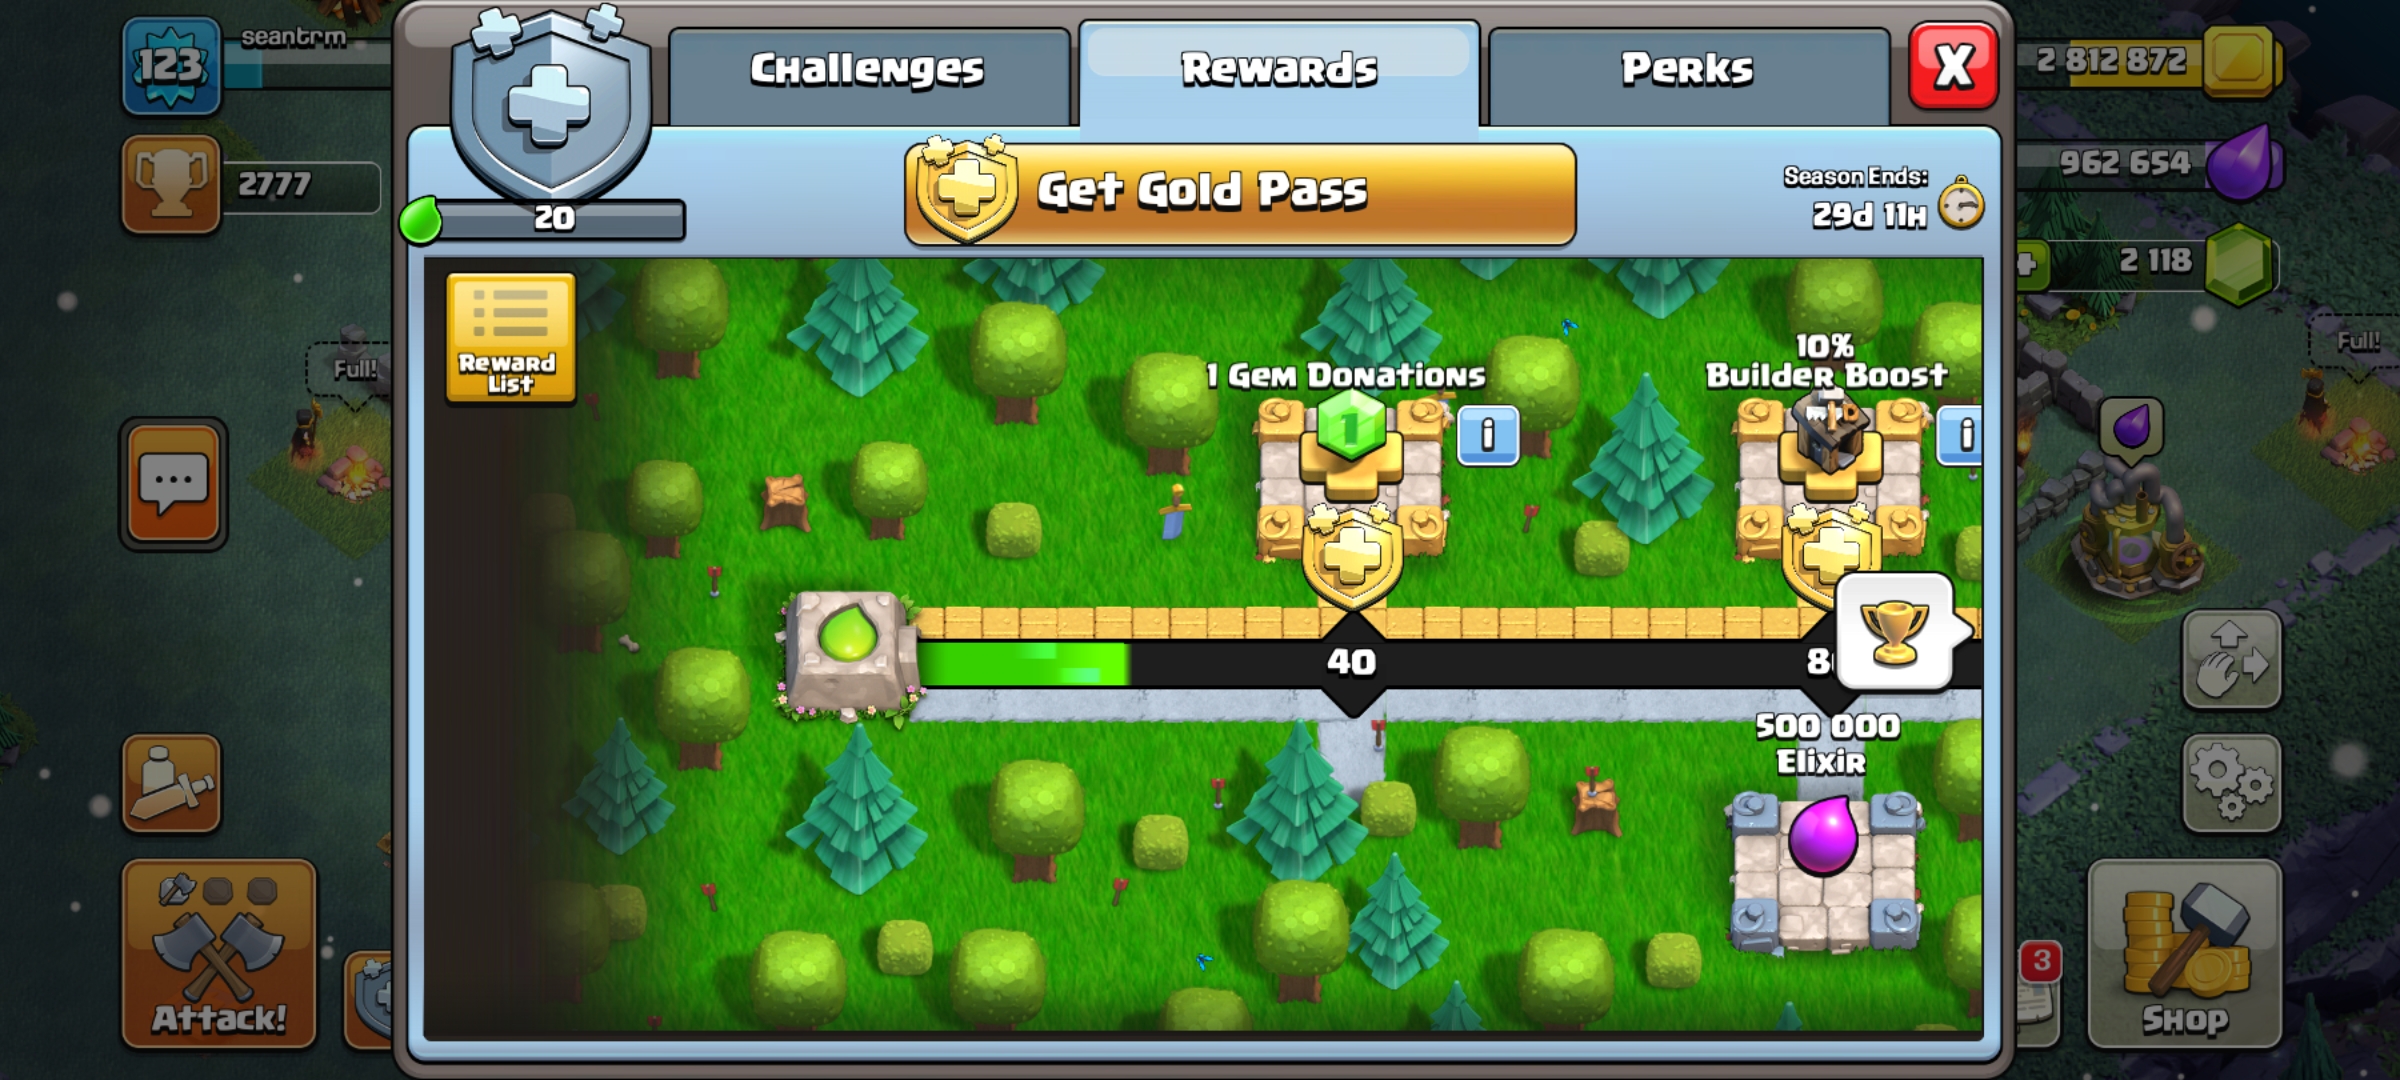 123
seantrm
Challenges
Rewards
Perks
X
2 812 872
2777
Get Gold Pass
Season Ends:
29d 11H
962 654
20
2 118
Reward
List
Full!
Full!
1 Gem Donations
10%
Builder Boost
1
i
i
40
500 000
Elixir
3
Attack!
Shop